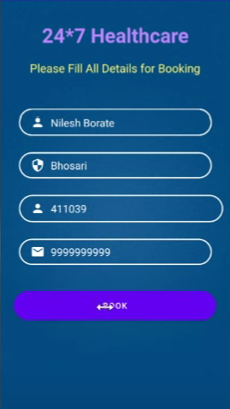 24*7 Healthcare
Please Fill All Details for Booking
Nilesh Borate
Bhosari
411039
9999999999